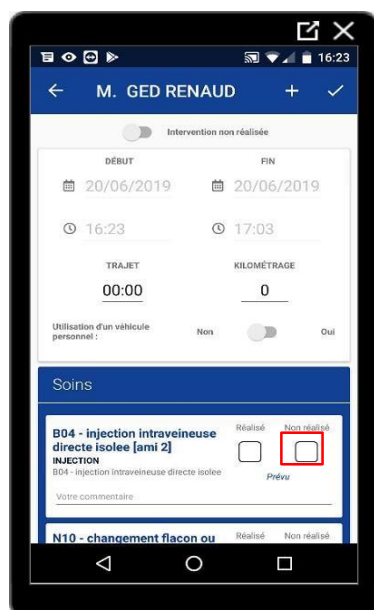 16:23
M. GED RENAUD
Intervention non réalisée
DÉBUT FIN
20/06/2019 20/06/2019
16:23 17:03
TRAJET KILOMÉTRAGE
00:00 0
Utilisation d'un véhicule
personnel : Non Oui
Soins
B04 - injection intraveineuse Réalisé Non réalisé
directe isolee [ami 2]
INJECTION
B04 - injection intraveineuse directe isolee Prévu
Votre commentaire
N10 - changement flacon ou Réalisé Non réalisé